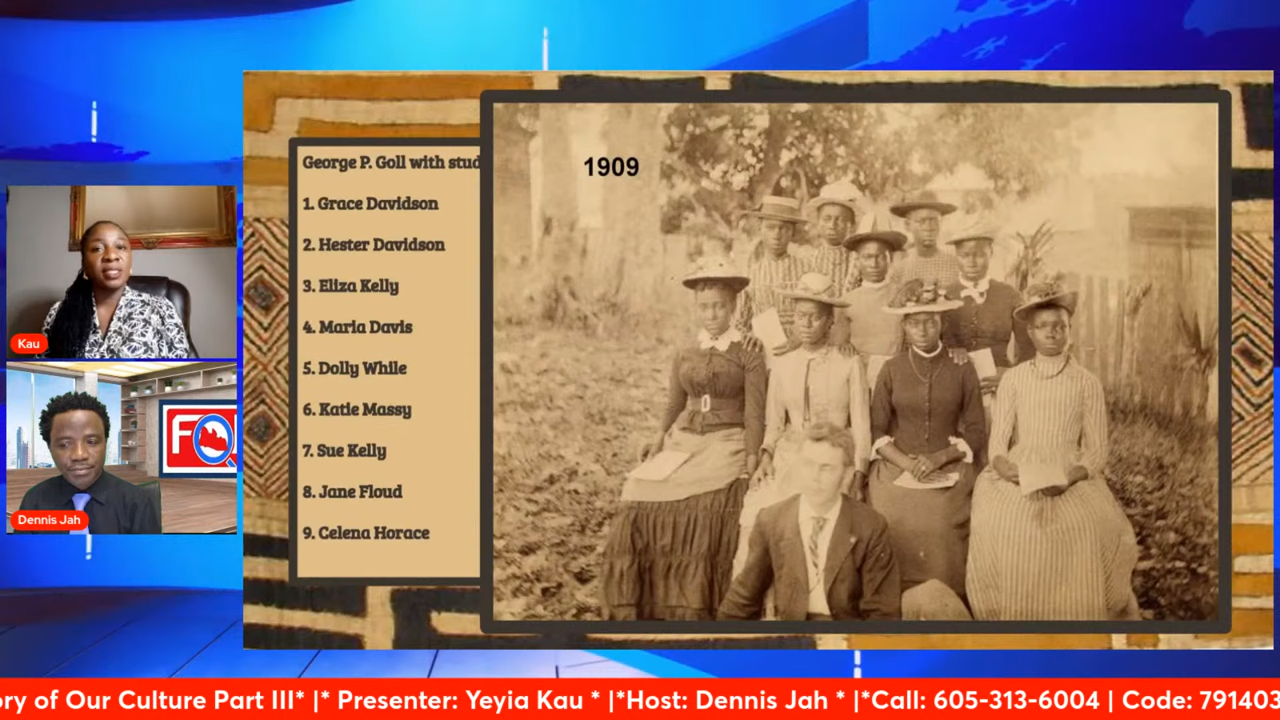 George P. Goll with stud
1. Grace Davidson
2. Hester Davidson
3. Eliza Kelly
4. Maria Davis
5. Dolly While
6. Katie Massy
7. Sue Kelly
8. Jane Floud
9. Celena Horace
1909
Kau
FQ
Dennis Jah
ory of Our Culture Part III* |* Presenter: Yeyia Kau * |*Host: Dennis Jah * |*Call: 605-313-6004 | Code: 791403